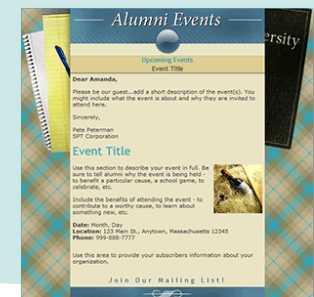 Alumni Events
ersity
Upcoming Events
Event Title
Dear Amanda,
Please be our guest...add a short description of the event(s). You
might include what the event is about and why they are invited to
attend here.
Sincerely,
Pete Peterman
SPT Corporation
Event Title
Use this section to describe your event in full. Be
sure to tell alumni why the event is being held -
to benefit a particular cause, a school game, to
celebrate, etc.
Include the benefits of attending the event - to
contribute to a worthy cause, to learn about
something new, etc.
Date: Month, Day
Location: 123 Main St., Anytown, Massachusetts 12345
Phone: 999-888-7777
Use this area to provide your subscribers information about your
organization.
Join Our Mailing List!